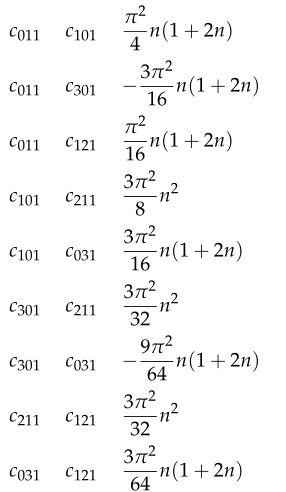 c₀₁₁ c₁₀₁ π²/4 n(1 + 2n)
c₀₁₁ c₃₀₁ −3π²/16 n(1 + 2n)
c₀₁₁ c₁₂₁ π²/16 n(1 + 2n)
c₁₀₁ c₂₁₁ 3π²/8 n²
c₁₀₁ c₀₃₁ 3π²/16 n(1 + 2n)
c₃₀₁ c₂₁₁ 3π²/32 n²
c₃₀₁ c₀₃₁ −9π²/64 n(1 + 2n)
c₂₁₁ c₁₂₁ 3π²/32 n²
c₀₃₁ c₁₂₁ 3π²/64 n(1 + 2n)